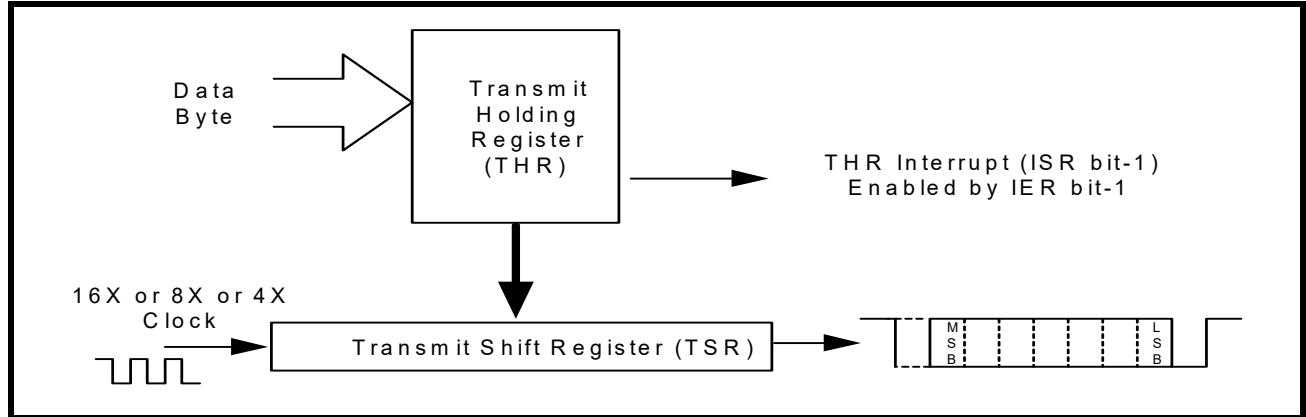 Data
Byte
Transmit
Holding
Register
(THR)
THR Interrupt (ISR bit-1)
Enabled by IER bit-1
16X or 8X or 4X
Clock
Transmit Shift Register (TSR)
M
S
B
L
S
B